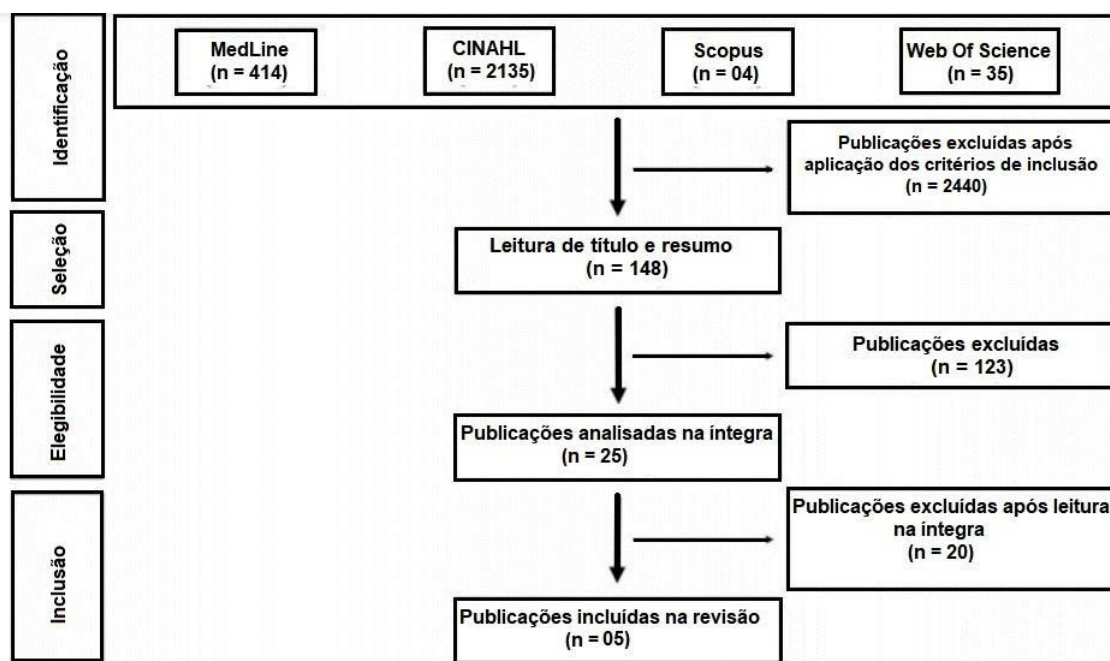 Identificação
MedLine
(n = 414)
CINAHL
(n = 2135)
Scopus
(n = 04)
Web Of Science
(n = 35)
Publicações excluídas após
aplicação dos critérios de inclusão
(n = 2440)
Seleção
Leitura de título e resumo
(n = 148)
Elegibilidade
Publicações excluídas
(n = 123)
Publicações analisadas na íntegra
(n = 25)
Inclusão
Publicações excluídas após leitura
na íntegra
(n = 20)
Publicações incluídas na revisão
(n = 05)